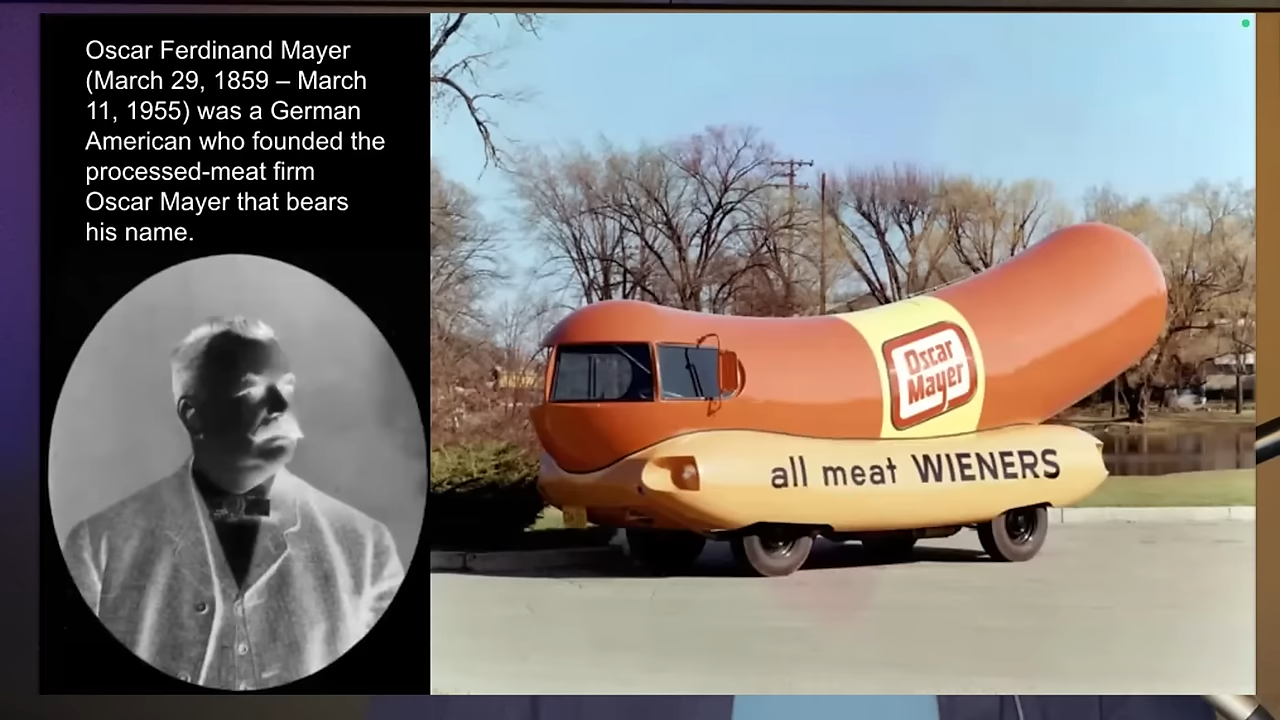 Oscar Ferdinand Mayer
(March 29, 1859 – March
11, 1955) was a German
American who founded the
processed-meat firm
Oscar Mayer that bears
his name.
Oscar
Mayer
all meat WIENERS